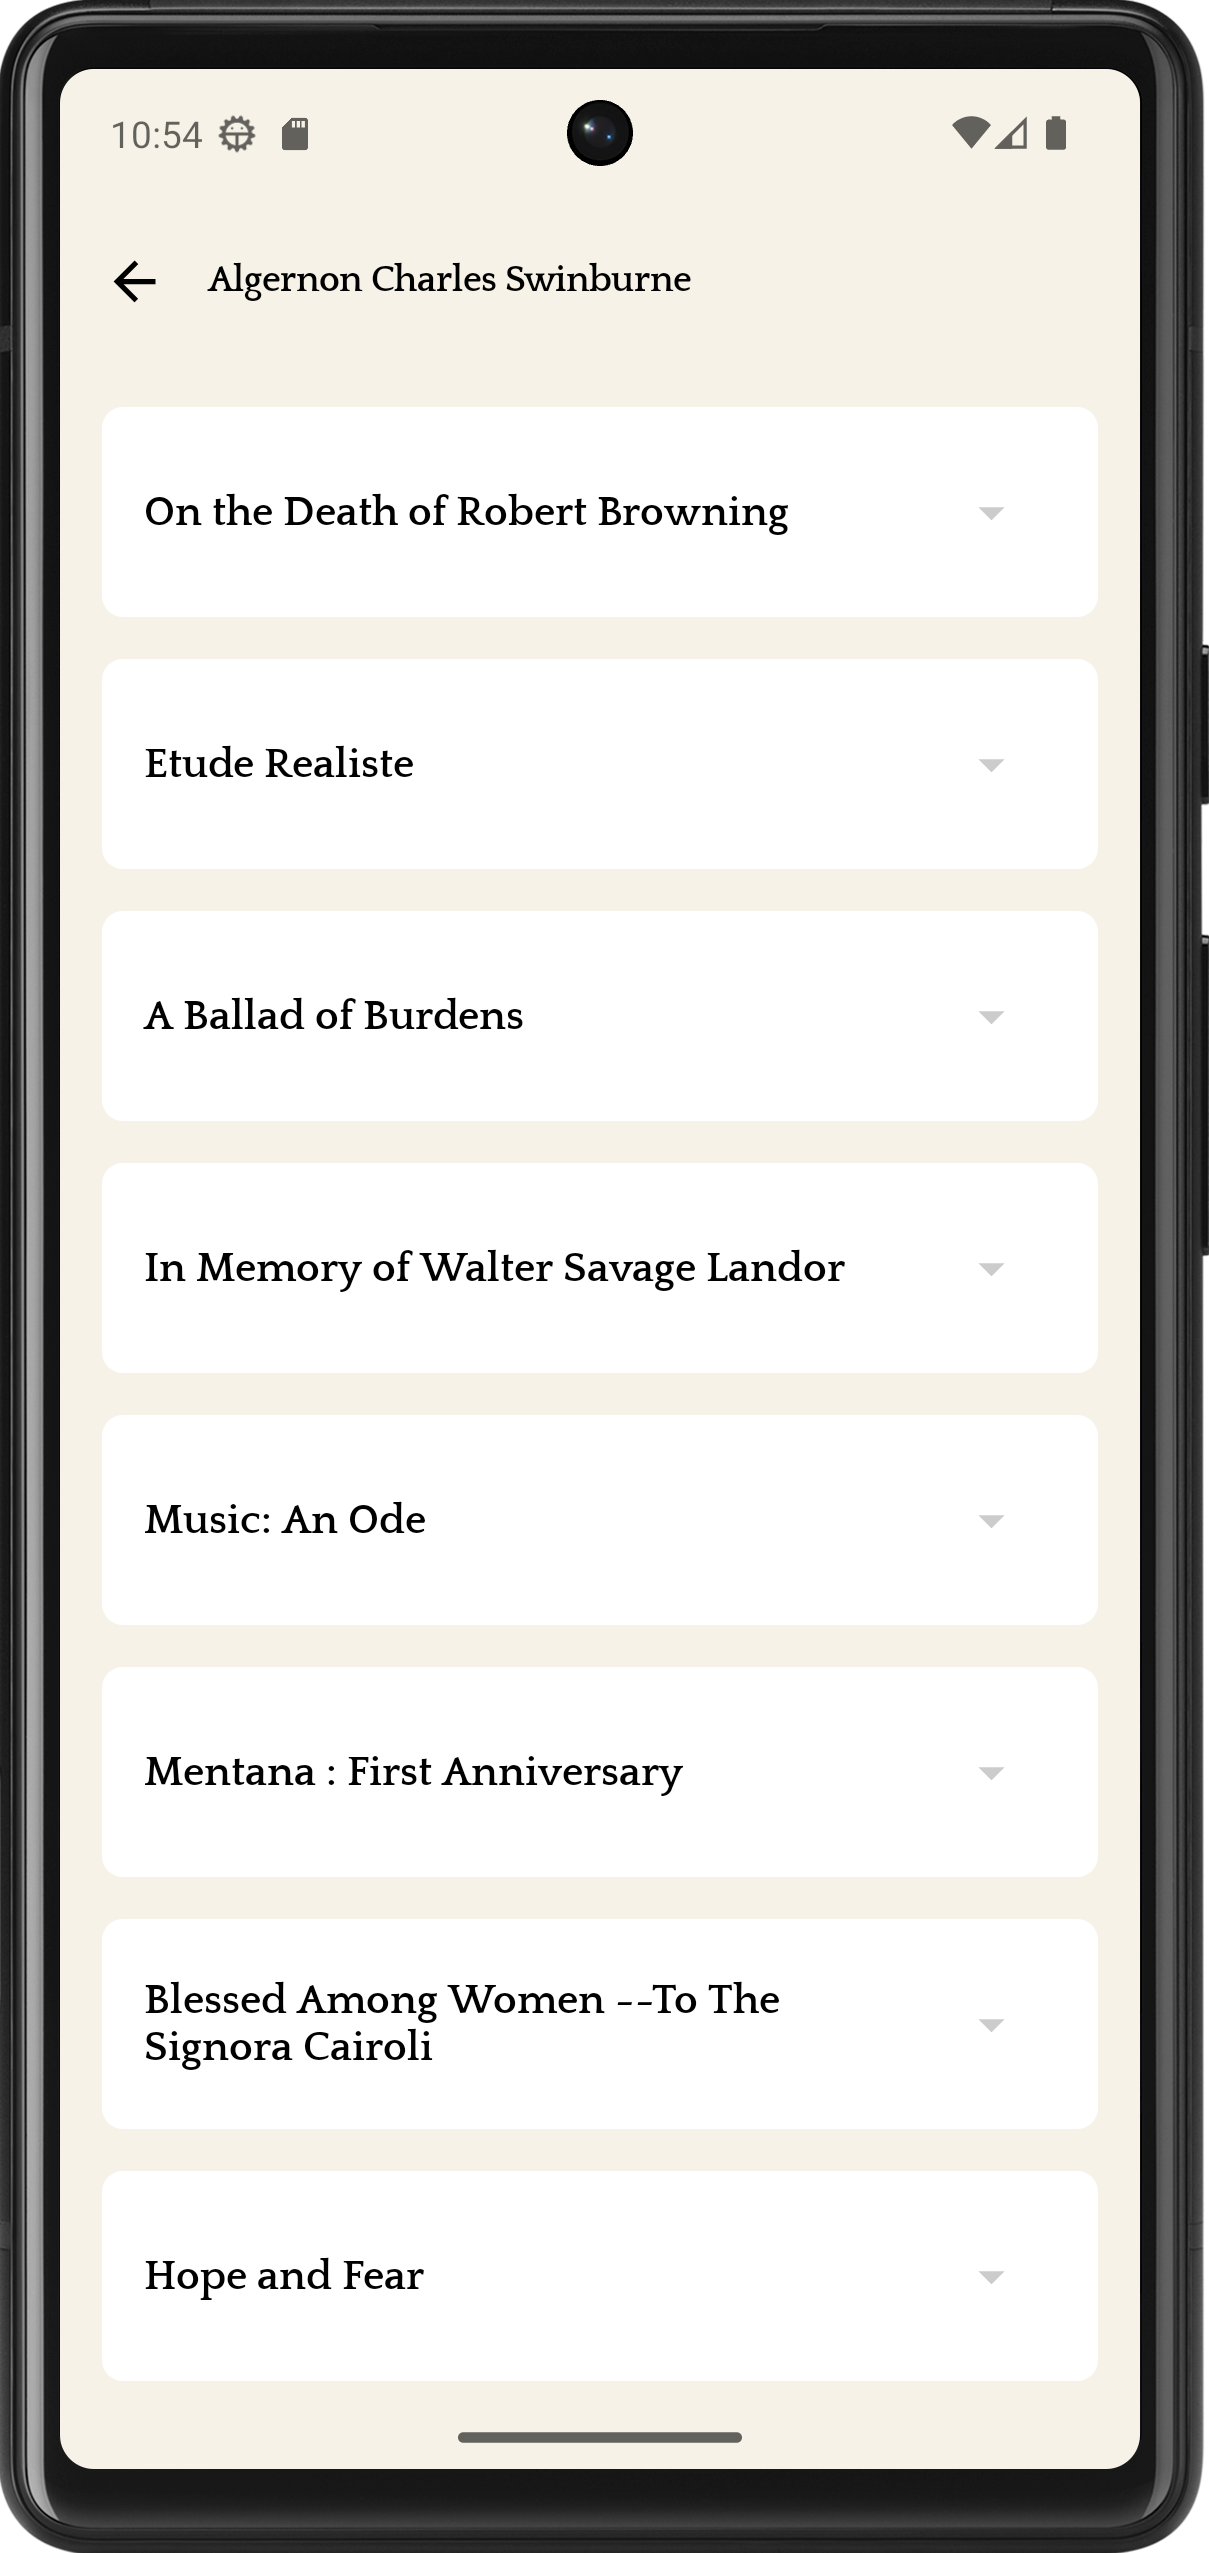 10:54
Algernon Charles Swinburne
On the Death of Robert Browning
Etude Realiste
A Ballad of Burdens
In Memory of Walter Savage Landor
Music: An Ode
Mentana : First Anniversary
Blessed Among Women --To The
Signora Cairoli
Hope and Fear